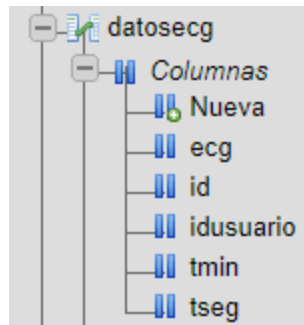 datosecg
Columnas
Nueva
ecg
id
idusuario
tmin
tseg